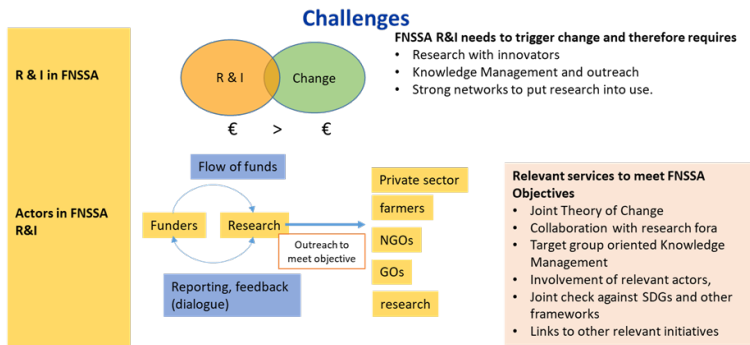 Challenges
R & I in FNSSA
R & I
Change
€ > €
FNSSA R&I needs to trigger change and therefore requires
• Research with innovators
• Knowledge Management and outreach
• Strong networks to put research into use.
Actors in FNSSA
R&I
Flow of funds
Funders
Research
Outreach to
meet objective
Reporting, feedback
(dialogue)
Private sector
farmers
NGOs
GOs
research
Relevant services to meet FNSSA
Objectives
• Joint Theory of Change
• Collaboration with research fora
• Target group oriented Knowledge
Management
• Involvement of relevant actors,
• Joint check against SDGs and other
frameworks
• Links to other relevant initiatives